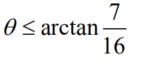 θ ≤ arctan 7/16